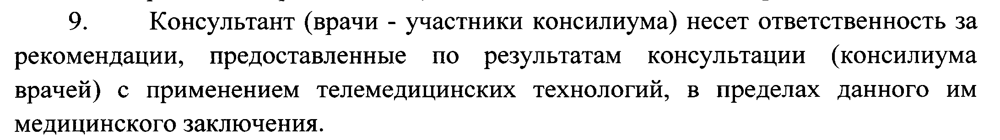 9. Консультант (врачи - участники консилиума) несет ответственность за
рекомендации, предоставленные по результатам консультации (консилиума
врачей) с применением телемедицинских технологий, в пределах данного им
медицинского заключения.